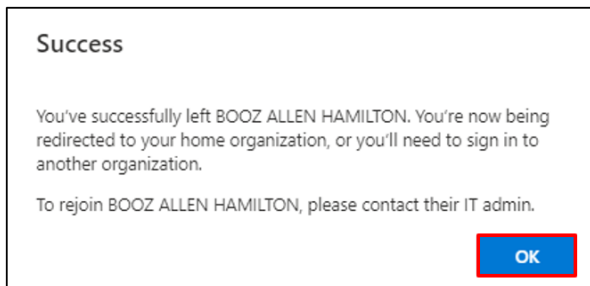 Success
You've successfully left BOOZ ALLEN HAMILTON. You're now being
redirected to your home organization, or you'll need to sign in to
another organization.
To rejoin BOOZ ALLEN HAMILTON, please contact their IT admin.
OK